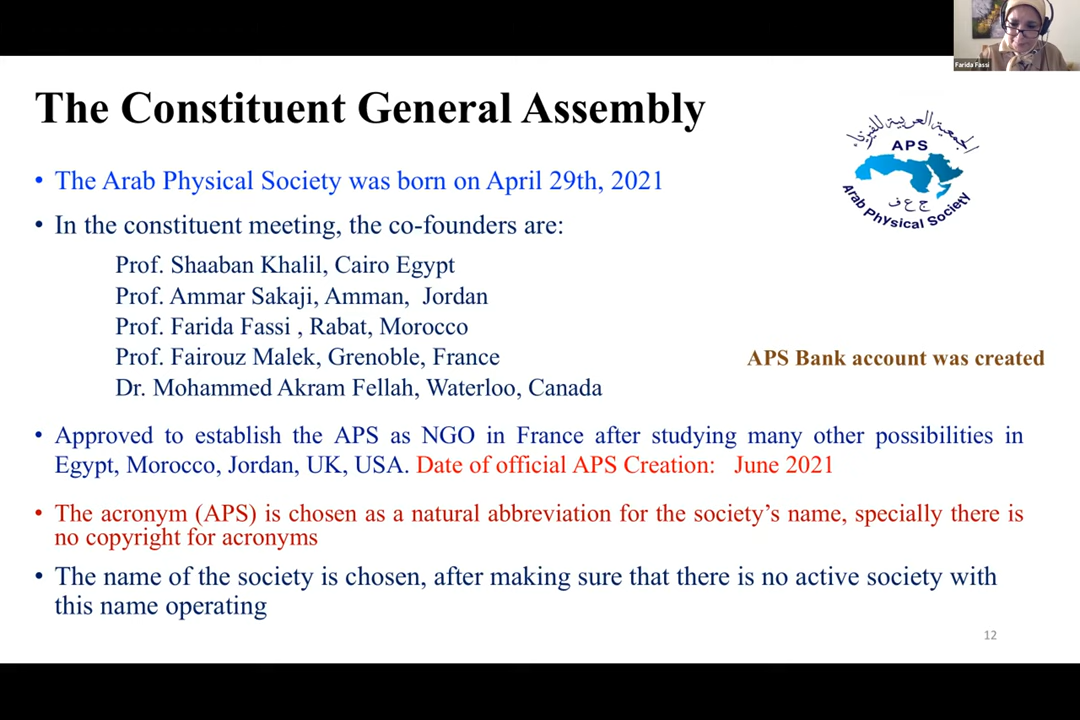 Farida Fassi
The Constituent General Assembly
الجمعية العربية للفيزياء
APS
ج ع ف
Arab Physical Society
• The Arab Physical Society was born on April 29th, 2021
• In the constituent meeting, the co-founders are:
Prof. Shaaban Khalil, Cairo Egypt
Prof. Ammar Sakaji, Amman, Jordan
Prof. Farida Fassi , Rabat, Morocco
Prof. Fairouz Malek, Grenoble, France
APS Bank account was created
Dr. Mohammed Akram Fellah, Waterloo, Canada
• Approved to establish the APS as NGO in France after studying many other possibilities in
Egypt, Morocco, Jordan, UK, USA. Date of official APS Creation: June 2021
• The acronym (APS) is chosen as a natural abbreviation for the society’s name, specially there is
no copyright for acronyms
• The name of the society is chosen, after making sure that there is no active society with
this name operating
12